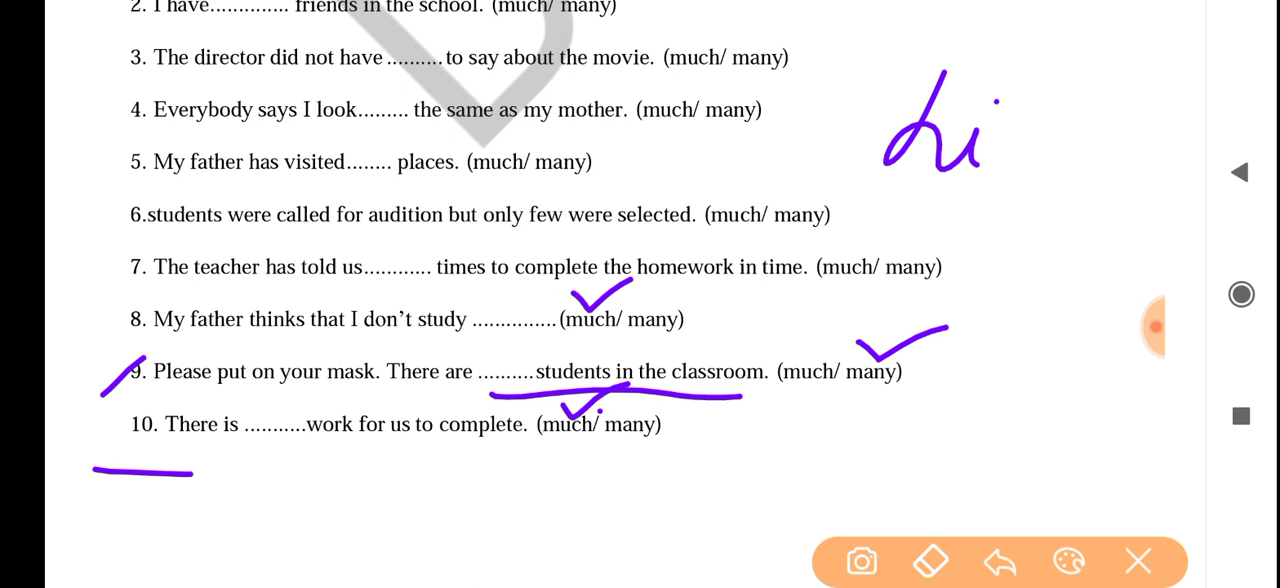 2. I have.............. friends in the school. (much/ many)
3. The director did not have..........to say about the movie. (much/ many)
4. Everybody says I look......... the same as my mother. (much/ many)
5. My father has visited........ places. (much/ many)
6.students were called for audition but only few were selected. (much/ many)
7. The teacher has told us............ times to complete the homework in time. (much/ many)
8. My father thinks that I don’t study ...............(much/ many)
9. Please put on your mask. There are ..........students in the classroom. (much/ many)
10. There is ...........work for us to complete. (much/ many)